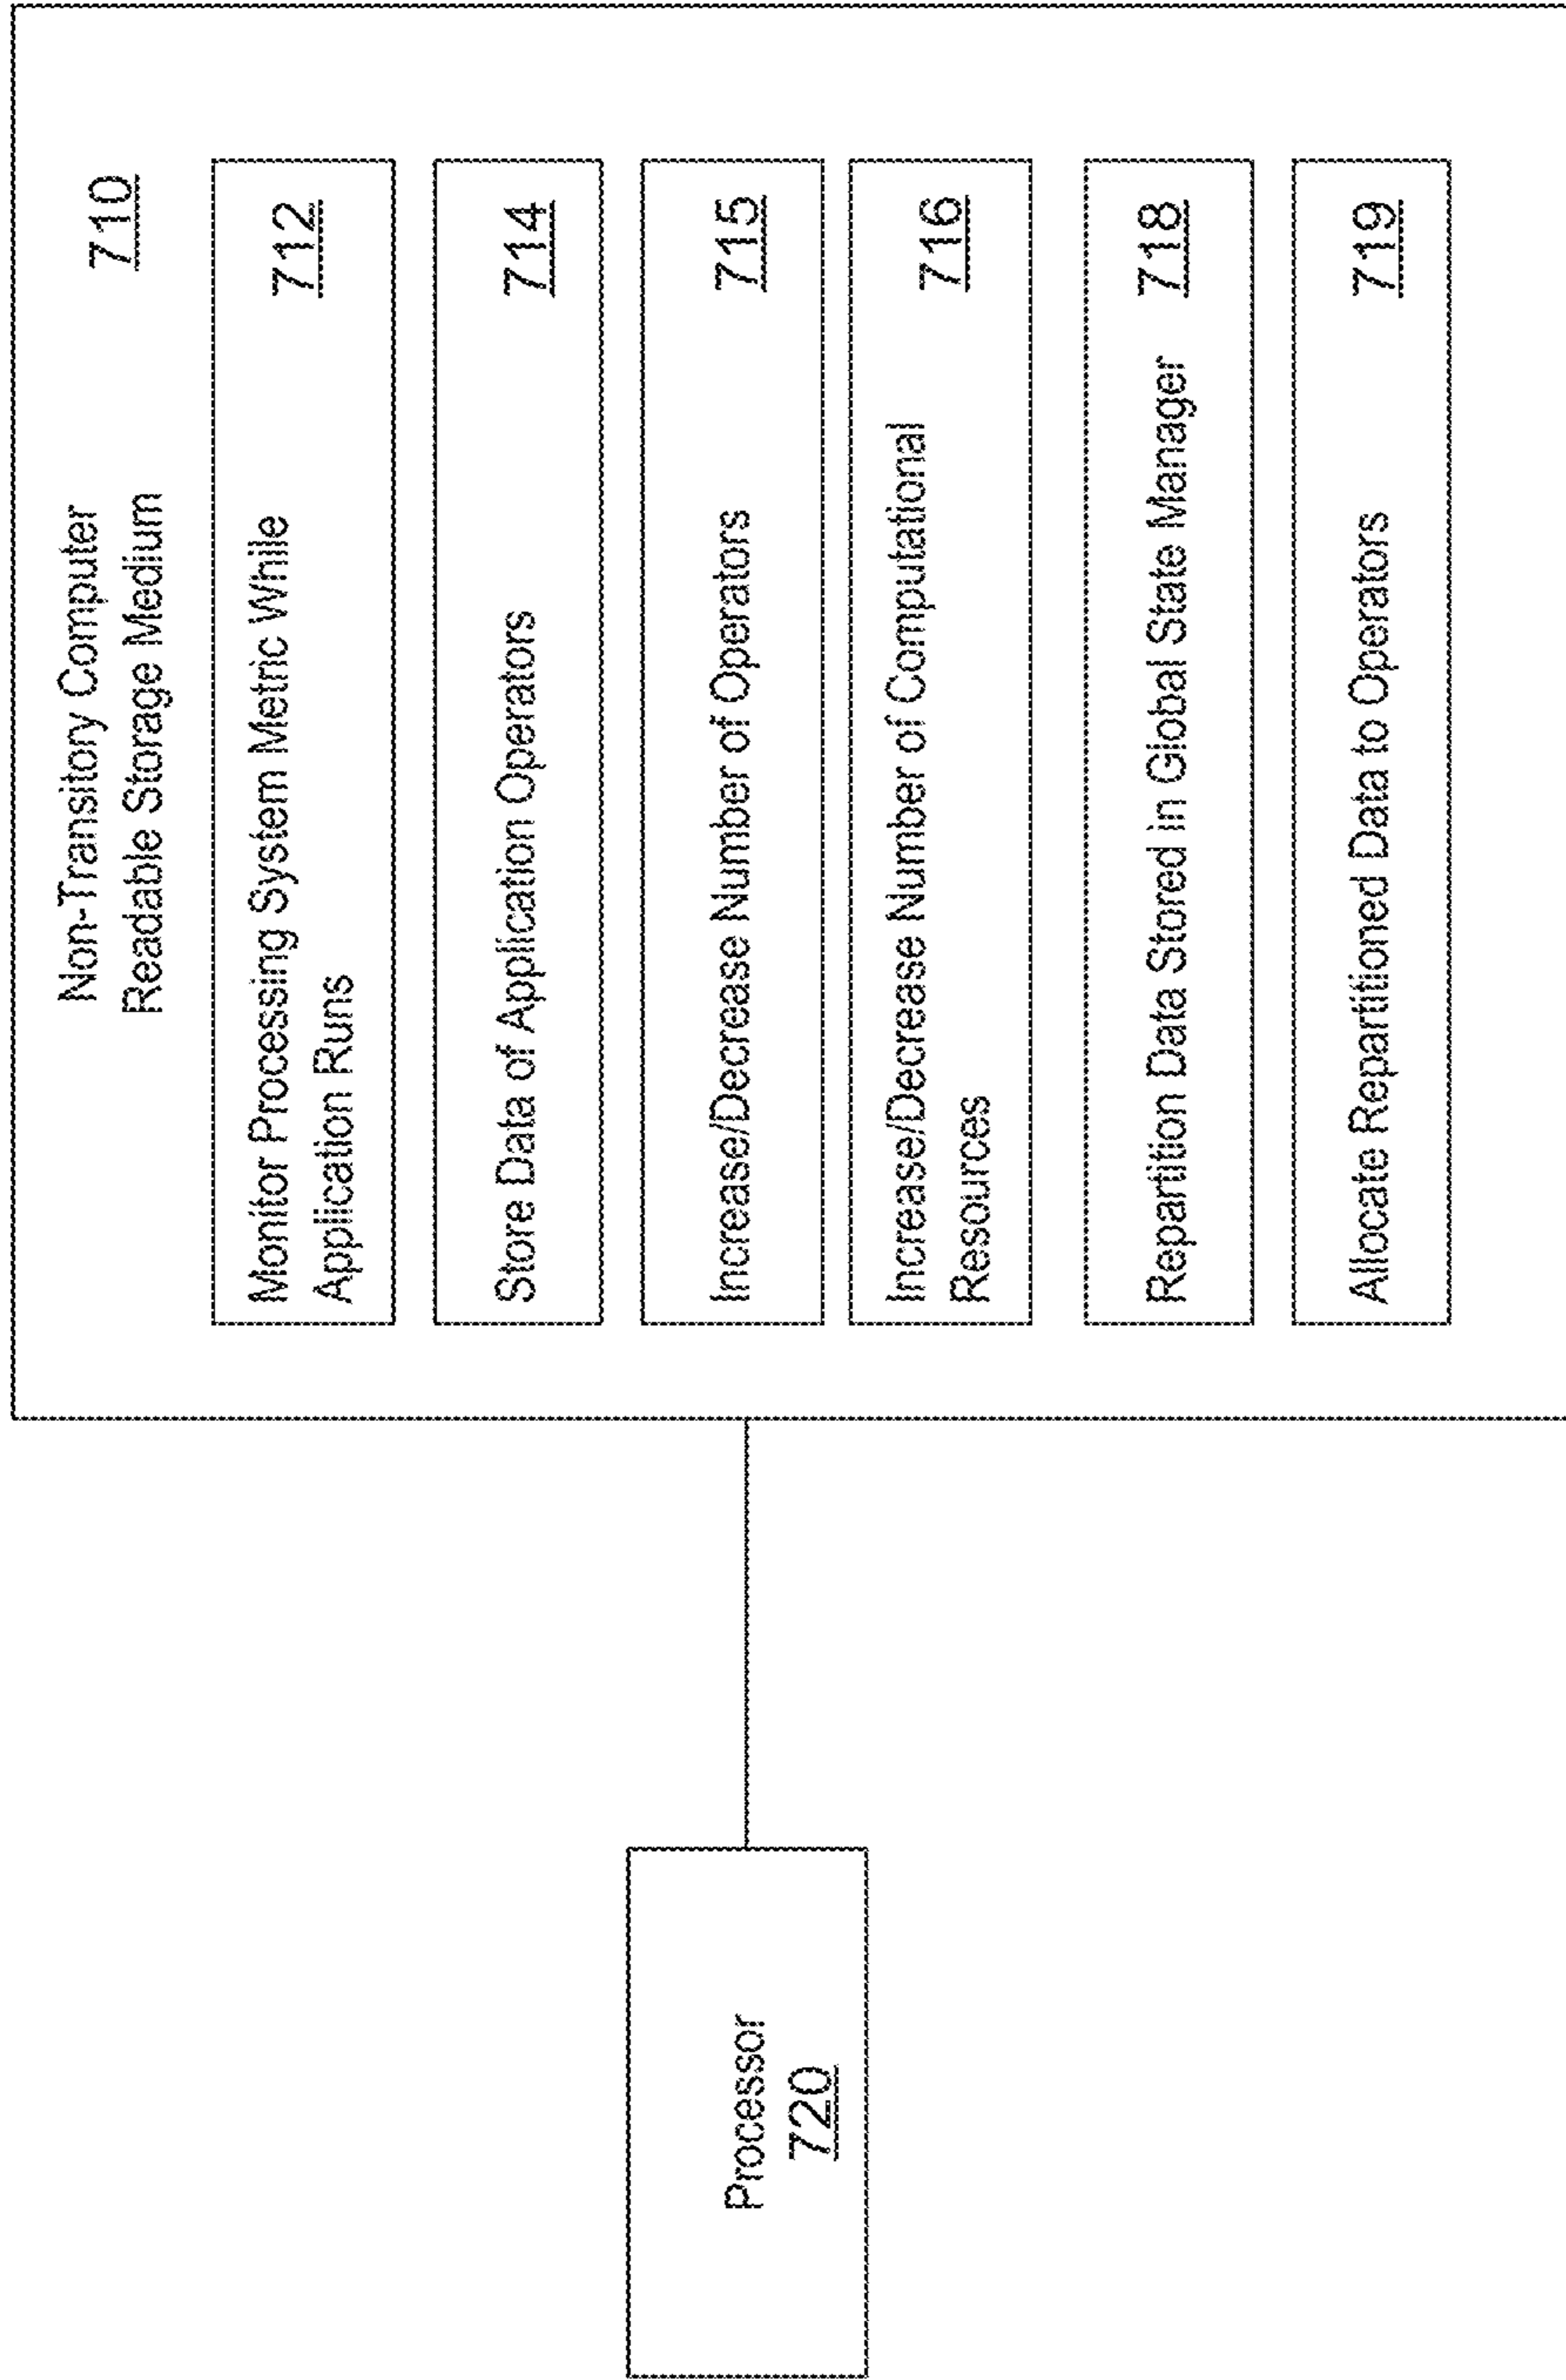 Non-Transitory Computer
Readable Storage Medium
710
Monitor Processing System Metric While
Application Runs
712
Store Data of Application Operators
714
Increase/Decrease Number of Operators
715
Increase/Decrease Number of Computational
Resources
716
Repartition Data Stored in Global State Manager
718
Allocate Repartitioned Data to Operators
719
Processor
720